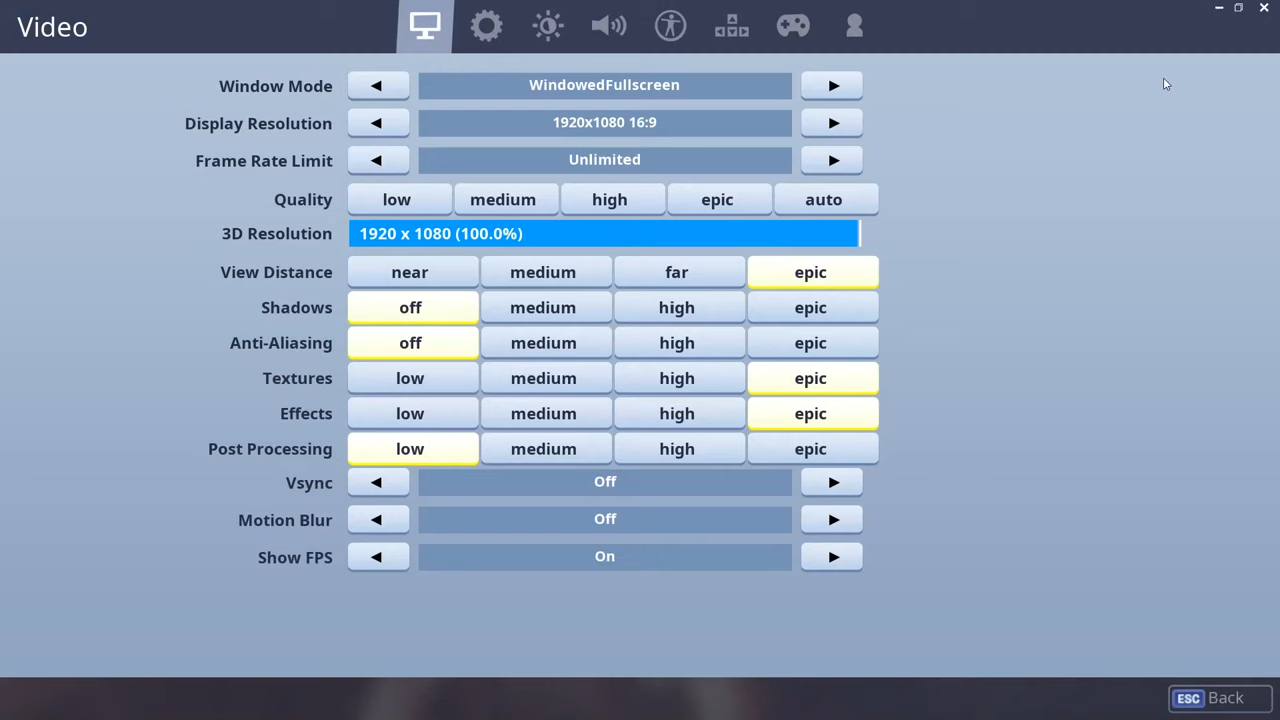 Video
Window Mode ◀ WindowedFullscreen ▶
Display Resolution ◀ 1920x1080 16:9 ▶
Frame Rate Limit ◀ Unlimited ▶
Quality low medium high epic auto
3D Resolution 1920 x 1080 (100.0%)
View Distance near medium far epic
Shadows off medium high epic
Anti-Aliasing off medium high epic
Textures low medium high epic
Effects low medium high epic
Post Processing low medium high epic
Vsync ◀ Off ▶
Motion Blur ◀ Off ▶
Show FPS ◀ On ▶
ESC Back